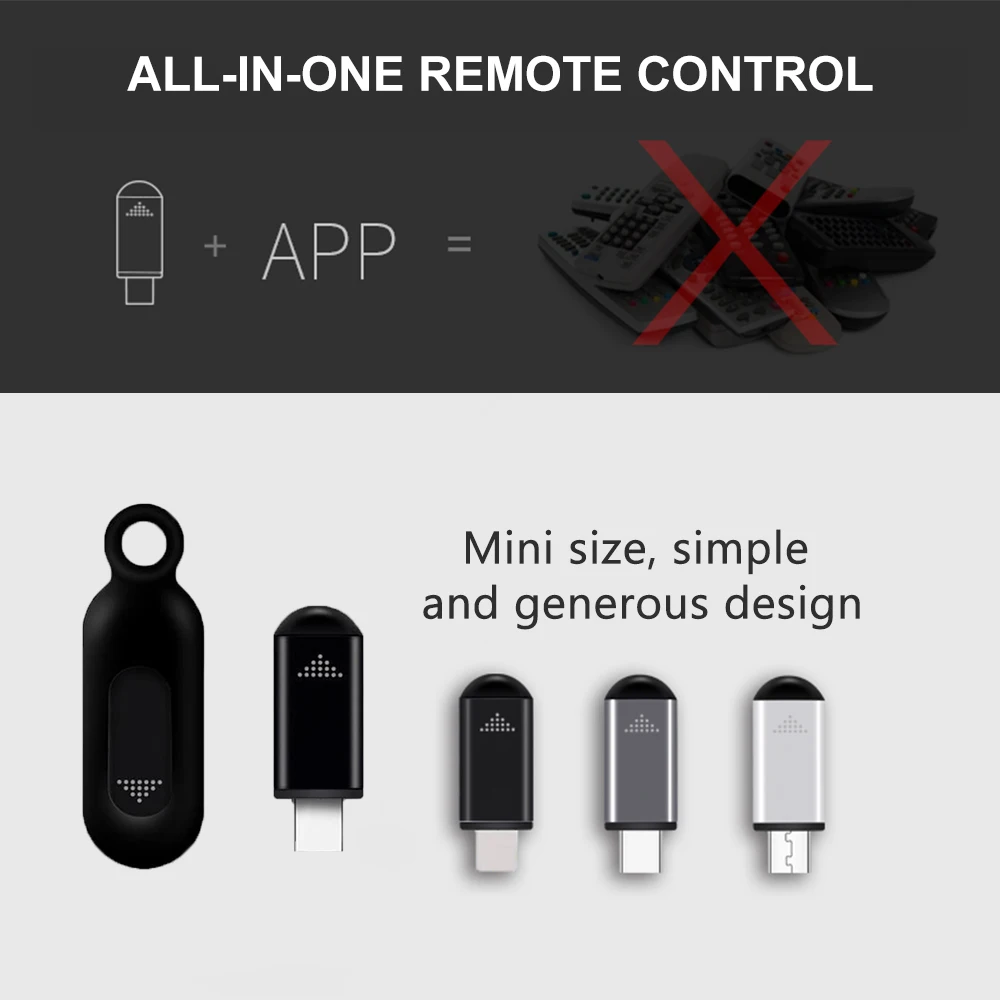 ALL-IN-ONE REMOTE CONTROL
+ APP =
Mini size, simple
and generous design